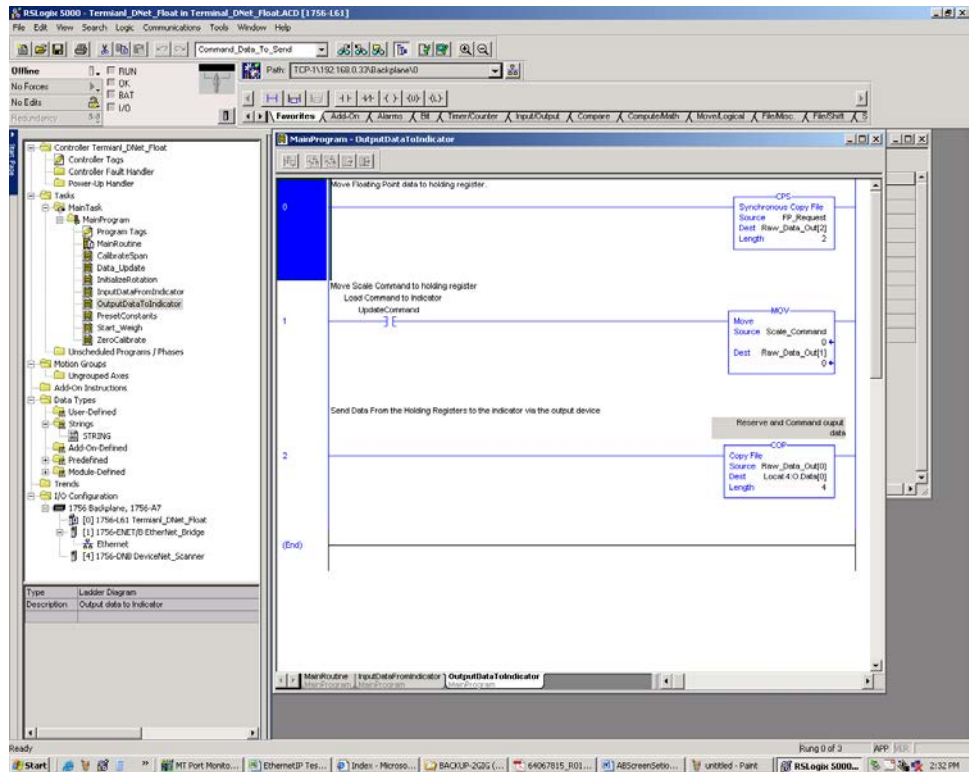 RSLogix 5000 - Termianl_DNet_Float in Terminal_DNet_Float.ACD [1756-L61]
File Edit View Search Logic Communications Tools Window Help
Command_Data_To_Send
Offline
RUN
Path: TCP-1\192.168.0.33\Backplane\0
No Forces
OK
BAT
No Edits
I/O
Redundancy
Favorites Add-On Alarms Bit Timer/Counter Input/Output Compare Compute/Math Move/Logical File/Misc. File/Shift S
Start Page
Controller Termianl_DNet_Float
Controller Tags
Controller Fault Handler
Power-Up Handler
Tasks
MainTask
MainProgram
Program Tags
MainRoutine
CalibrateSpan
Data_Update
InitializeRotation
InputDataFromIndicator
OutputDataToIndicator
PresetConstants
Start_Weigh
ZeroCalibrate
Unscheduled Programs / Phases
Motion Groups
Ungrouped Axes
Add-On Instructions
Data Types
User-Defined
Strings
STRING
Add-On-Defined
Predefined
Module-Defined
Trends
I/O Configuration
1756 Backplane, 1756-A7
[0] 1756-L61 Termianl_DNet_Float
[1] 1756-ENET/B EtherNet_Bridge
Ethernet
[4] 1756-DNB DeviceNet_Scanner
Type Ladder Diagram
Description Output data to Indicator
MainProgram - OutputDataToIndicator
Move Floating Point data to holding register.
0
CPS
Synchronous Copy File
Source FP_Request
Dest Raw_Data_Out[2]
Length 2
Move Scale Command to holding register
Load Command to Indicator
UpdateCommand
1
MOV
Move
Source Scale_Command
0
Dest Raw_Data_Out[1]
0
Send Data From the Holding Registers to the indicator via the output device
Reserve and Command ouput
data
2
COP
Copy File
Source Raw_Data_Out[0]
Dest Local:4:O.Data[0]
Length 4
(End)
MainRoutine InputDataFromIndicator OutputDataToIndicator
MainProgram MainProgram MainProgram
Ready
Rung 0 of 3 APP VER
Start
MT Port Monito...
EthernetIP Tes...
Index - Microso...
BACKUP-2G2G (...
64067815_R01...
ABScreenSetio...
untitled - Paint
RSLogix 5000...
2:32 PM